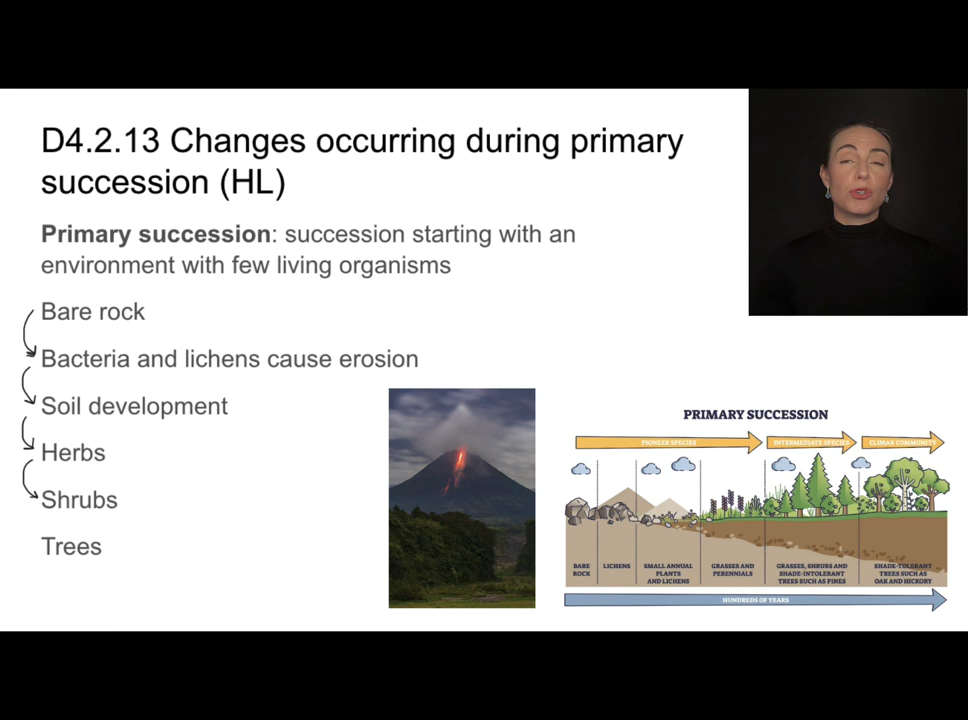 D4.2.13 Changes occurring during primary
succession (HL)
Primary succession: succession starting with an
environment with few living organisms
Bare rock
Bacteria and lichens cause erosion
Soil development
Herbs
Shrubs
Trees
PRIMARY SUCCESSION
PIONEER SPECIES
INTERMEDIATE SPECIES
CLIMAX COMMUNITY
BARE
ROCK
LICHENS
SMALL ANNUAL
PLANTS
AND LICHENS
GRASSES AND
PERENNIALS
GRASSES, SHRUBS AND
SHADE-INTOLERANT
TREES SUCH AS PINES
SHADE-TOLERANT
TREES SUCH AS
OAK AND HICKORY
HUNDREDS OF YEARS